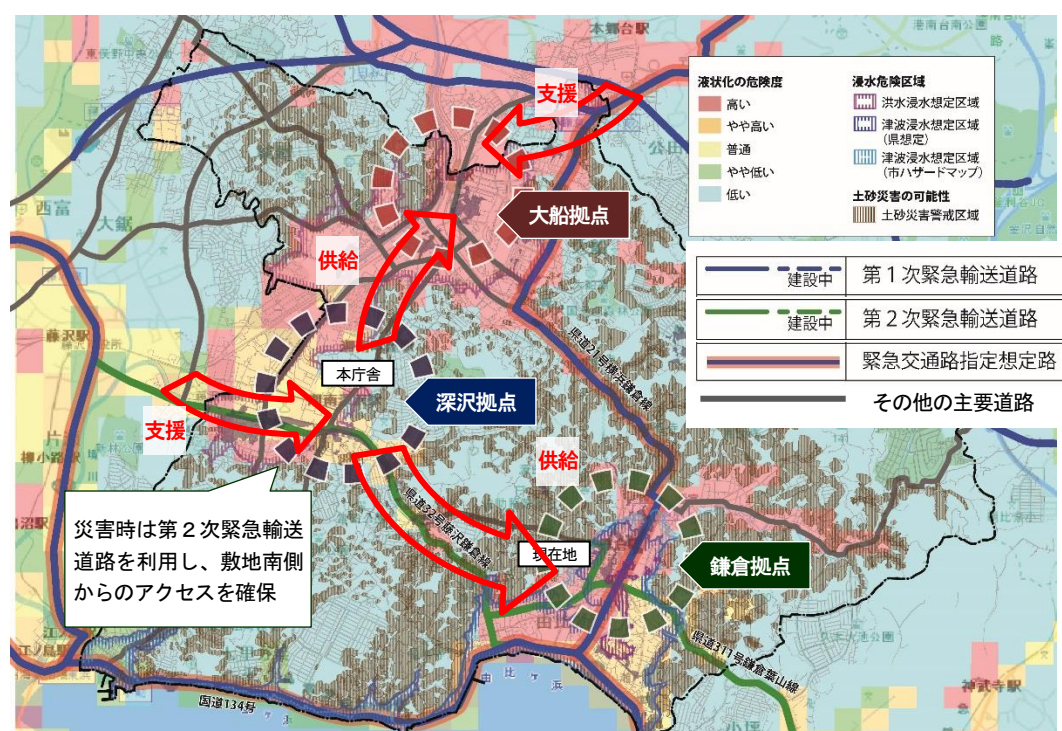 本郷台駅
港南台南公園
東俣野中央
支援
公田
西富
大鋸
大船拠点
供給
藤沢駅
県道21号横浜鎌倉線
本庁舎
深沢拠点
支援
供給
災害時は第2次緊急輸送
道路を利用し、敷地南側
からのアクセスを確保
県道32号藤沢鎌倉線
現在地
鎌倉拠点
県道311号鎌倉葉山線
国道134号
由比ヶ浜
神武寺駅
小坪
液状化の危険度
高い
やや高い
普通
やや低い
低い
浸水危険区域
洪水浸水想定区域
津波浸水想定区域
(県想定)
津波浸水想定区域
(市ハザードマップ)
土砂災害の可能性
土砂災害警戒区域
建設中
第1次緊急輸送道路
建設中
第2次緊急輸送道路
緊急交通路指定想定路
その他の主要道路